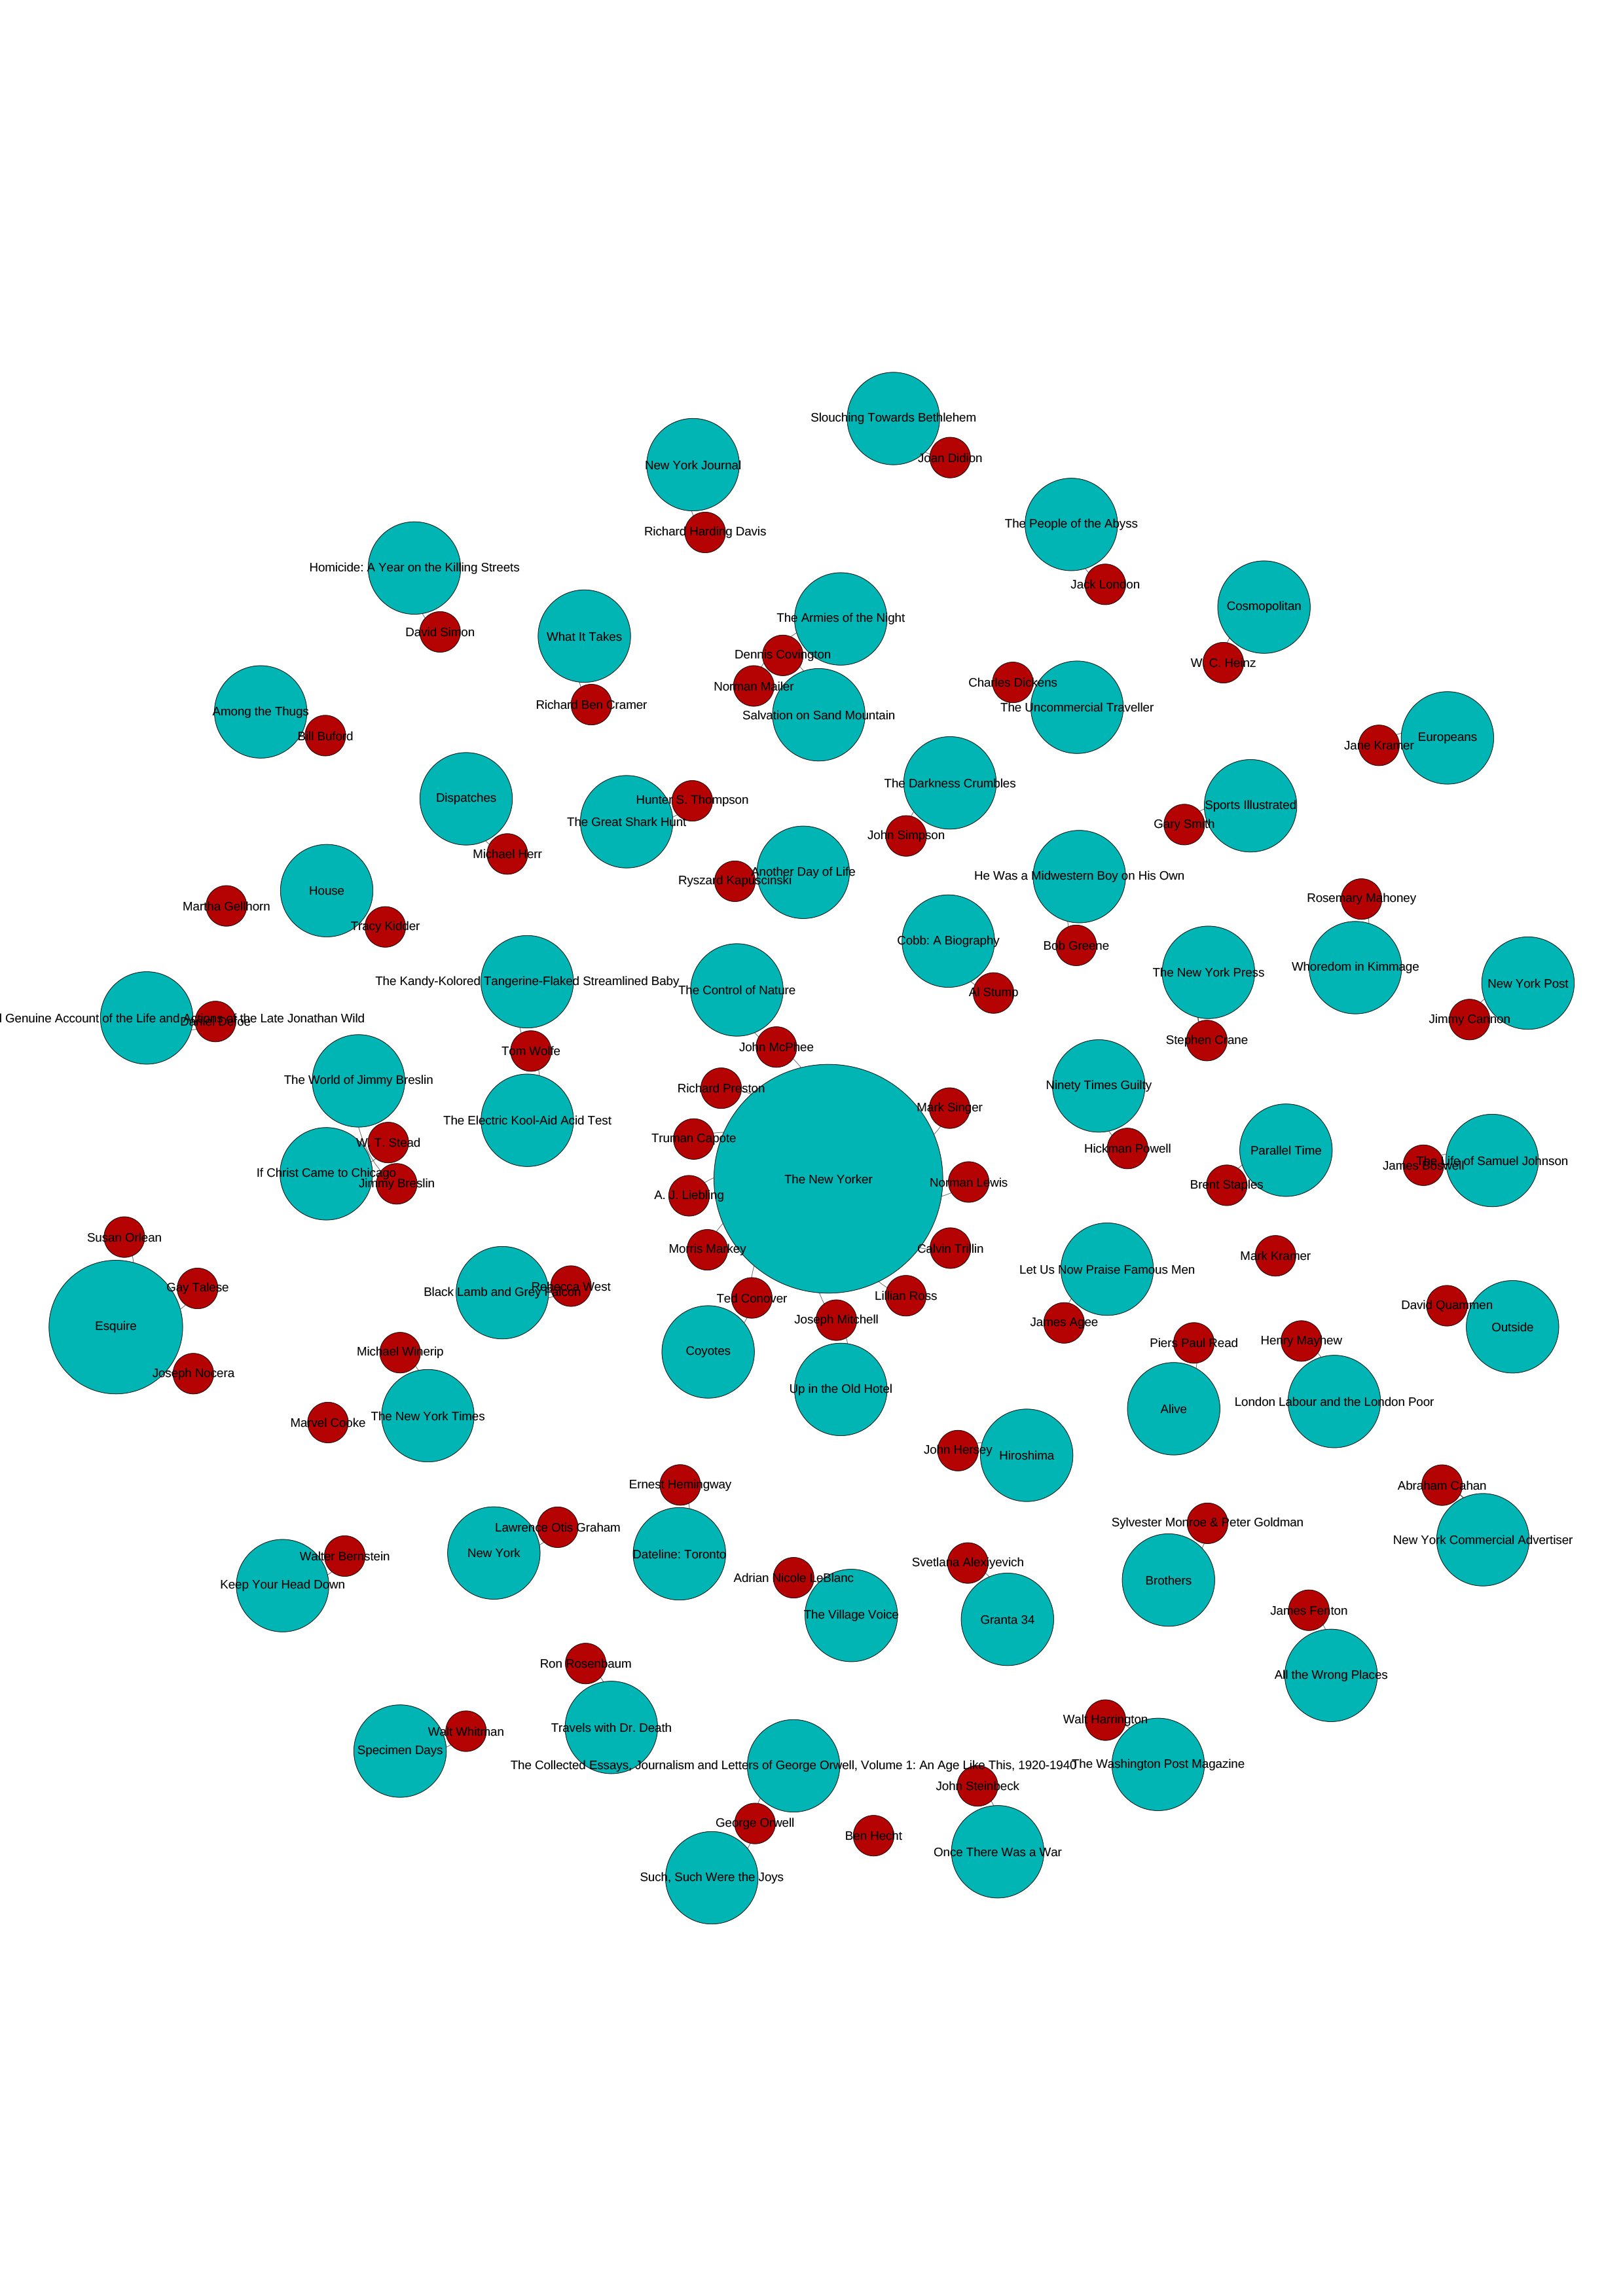 Slouching Towards Bethlehem
Joan Didion
New York Journal
Richard Harding Davis
The People of the Abyss
Jack London
Homicide: A Year on the Killing Streets
David Simon
Cosmopolitan
W. C. Heinz
What It Takes
Richard Ben Cramer
The Armies of the Night
Dennis Covington
Norman Mailer
Salvation on Sand Mountain
Charles Dickens
The Uncommercial Traveller
Among the Thugs
Bill Buford
Europeans
Jane Kramer
The Darkness Crumbles
John Simpson
Dispatches
Michael Herr
Hunter S. Thompson
The Great Shark Hunt
Sports Illustrated
Gary Smith
Another Day of Life
Ryszard Kapuscinski
He Was a Midwestern Boy on His Own
Bob Greene
House
Tracy Kidder
Martha Gellhorn
Rosemary Mahoney
Whoredom in Kimmage
Cobb: A Biography
Al Stump
The New York Press
Stephen Crane
New York Post
Jimmy Cannon
The Kandy-Kolored Tangerine-Flaked Streamlined Baby
The Control of Nature
Genuine Account of the Life and Actions of the Late Jonathan Wild
Daniel Defoe
Tom Wolfe
John McPhee
The World of Jimmy Breslin
Richard Preston
Ninety Times Guilty
Mark Singer
The Electric Kool-Aid Acid Test
Truman Capote
W. T. Stead
Hickman Powell
Parallel Time
The Life of Samuel Johnson
James Boswell
If Christ Came to Chicago
Jimmy Breslin
The New Yorker
Norman Lewis
Brent Staples
A. J. Liebling
Susan Orlean
Morris Markey
Calvin Trillin
Mark Kramer
Let Us Now Praise Famous Men
Gay Talese
Black Lamb and Grey Falcon
Rebecca West
Ted Conover
Lillian Ross
David Quammen
Esquire
Joseph Mitchell
James Agee
Outside
Michael Winerip
Coyotes
Piers Paul Read
Henry Mayhew
Joseph Nocera
Up in the Old Hotel
London Labour and the London Poor
Alive
Marvel Cooke
The New York Times
John Hersey
Hiroshima
Ernest Hemingway
Abraham Cahan
Lawrence Otis Graham
Sylvester Monroe & Peter Goldman
New York Commercial Advertiser
Walter Bernstein
New York
Dateline: Toronto
Svetlana Alexiyevich
Keep Your Head Down
Adrian Nicole LeBlanc
Brothers
The Village Voice
Granta 34
James Fenton
Ron Rosenbaum
All the Wrong Places
Walt Harrington
Walt Whitman
Travels with Dr. Death
Specimen Days
The Collected Essays, Journalism and Letters of George Orwell, Volume 1: An Age Like This, 1920-1940
The Washington Post Magazine
John Steinbeck
George Orwell
Ben Hecht
Once There Was a War
Such, Such Were the Joys